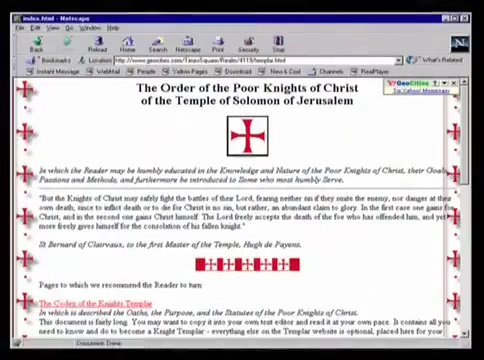 index.html - Netscape
File Edit View Go Window Help
Back Reload Home Search Netscape Print Security Stop
Bookmarks Location: http://www.geocities.com/TimesSquare/Realm/4113/templar.html What's Related
Instant Message WebMail People Yellow Pages Download New & Cool Channels RealPlayer
Y! GeoCities
The Order of the Poor Knights of Christ
of the Temple of Solomon of Jerusalem
In which the Reader may be humbly educated in the Knowledge and Nature of the Poor Knights of Christ, their Goals,
Passions and Methods, and furthermore be introduced to Some who most humbly Serve.
"But the Knights of Christ may safely fight the battles of their Lord, fearing neither sin if they smite the enemy, nor danger at their
own death; since to inflict death or to die for Christ is no sin, but rather, an abundant claim to glory. In the first case one gains for
Christ, and in the second one gains Christ himself. The Lord freely accepts the death of the foe who has offended him, and yet
more freely gives himself for the consolation of his fallen knight."
St Bernard of Clairvaux, to the first Master of the Temple, Hugh de Payens.
Pages to which we recommend the Reader to turn:
The Codex of the Knights Templar
In which is described the Oaths, the Purpose, and the Statutes of the Poor Knights of Christ.
This document is fairly long. You may want to copy it into your own text editor and read it at your own pace. It contains all you
need to know and do to become a Knight Templar - everything else on the Templar website is optional, placed here for your
Document: Done